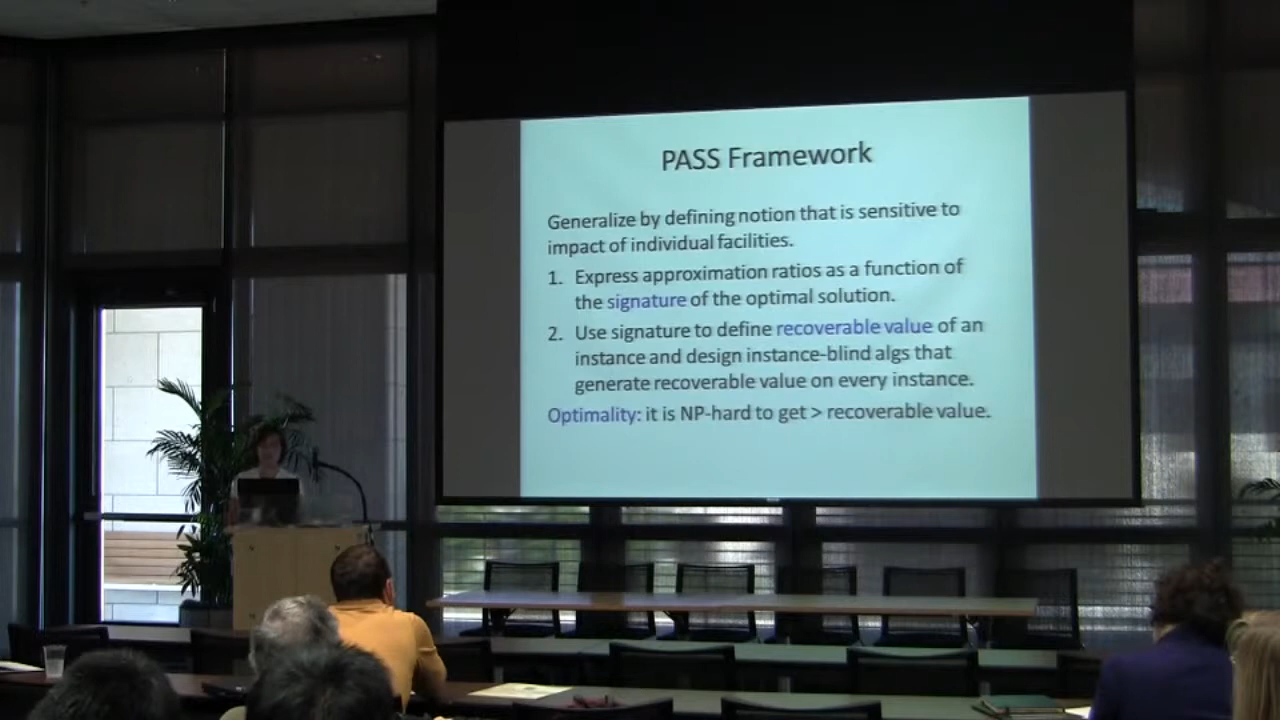 PASS Framework
Generalize by defining notion that is sensitive to
impact of individual facilities.
1. Express approximation ratios as a function of
the signature of the optimal solution.
2. Use signature to define recoverable value of an
instance and design instance-blind algs that
generate recoverable value on every instance.
Optimality: it is NP-hard to get > recoverable value.